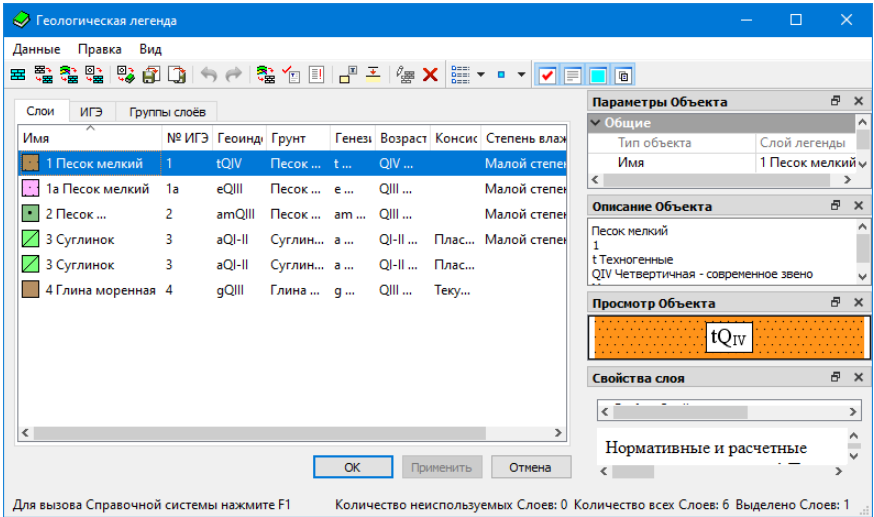 Геологическая легенда
Данные Правка Вид
Слои ИГЭ Группы слоёв
Имя № ИГЭ Геоинд Грунт Генез Возраст Консис Степень влаж
1 Песок мелкий 1 tQIV Песок ... t ... QIV ... Малой степен
1а Песок мелкий 1а eQIII Песок ... e ... QIII ... Малой степен
2 Песок ... 2 amQIII Песок ... am ... QIII ...
3 Суглинок 3 aQI-II Суглин... a ... QI-II ... Плас... Малой степен
3 Суглинок 3 aQI-II Суглин... a ... QI-II ... Плас...
4 Глина моренная 4 gQIII Глина ... g ... QIII ... Теку...
OK Применить Отмена
Параметры Объекта
Общие
Тип объекта Слой легенды
Имя 1 Песок мелкий
Описание Объекта
Песок мелкий
1
t Техногенные
QIV Четвертичная - современное звено
Просмотр Объекта
tQIV
Свойства слоя
Нормативные и расчетные
Для вызова Справочной системы нажмите F1 Количество неиспользуемых Слоев: 0 Количество всех Слоев: 6 Выделено Слоев: 1